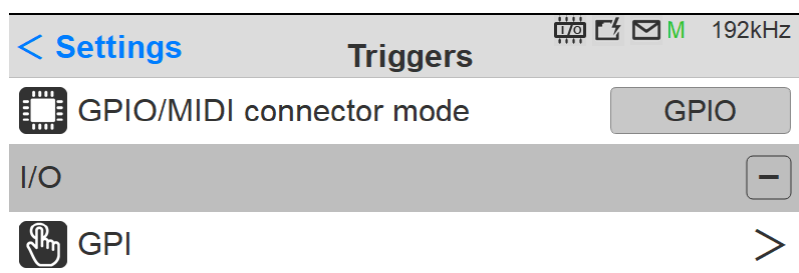 < Settings
Triggers
I/O
M
192kHz
GPIO/MIDI connector mode
GPIO
I/O
GPI